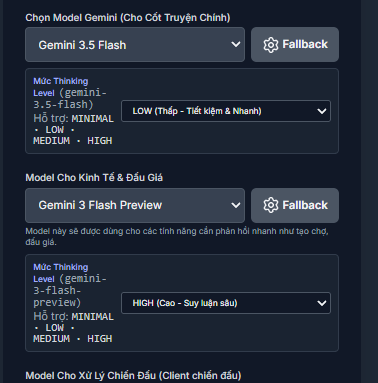 Chọn Model Gemini (Cho Cốt Truyện Chính)
Gemini 3.5 Flash
Fallback
Mức Thinking
Level (gemini-
3.5-flash)
Hỗ trợ: MINIMAL
• LOW •
MEDIUM • HIGH
LOW (Thấp - Tiết kiệm & Nhanh)
Model Cho Kinh Tế & Đấu Giá
Gemini 3 Flash Preview
Fallback
Model này sẽ được dùng cho các tính năng cần phản hồi nhanh như tạo chợ,
đấu giá.
Mức Thinking
Level (gemini-
3-flash-
preview)
Hỗ trợ: MINIMAL
• LOW •
MEDIUM • HIGH
HIGH (Cao - Suy luận sâu)
Model Cho Xử Lý Chiến Đấu (Client chiến đấu)